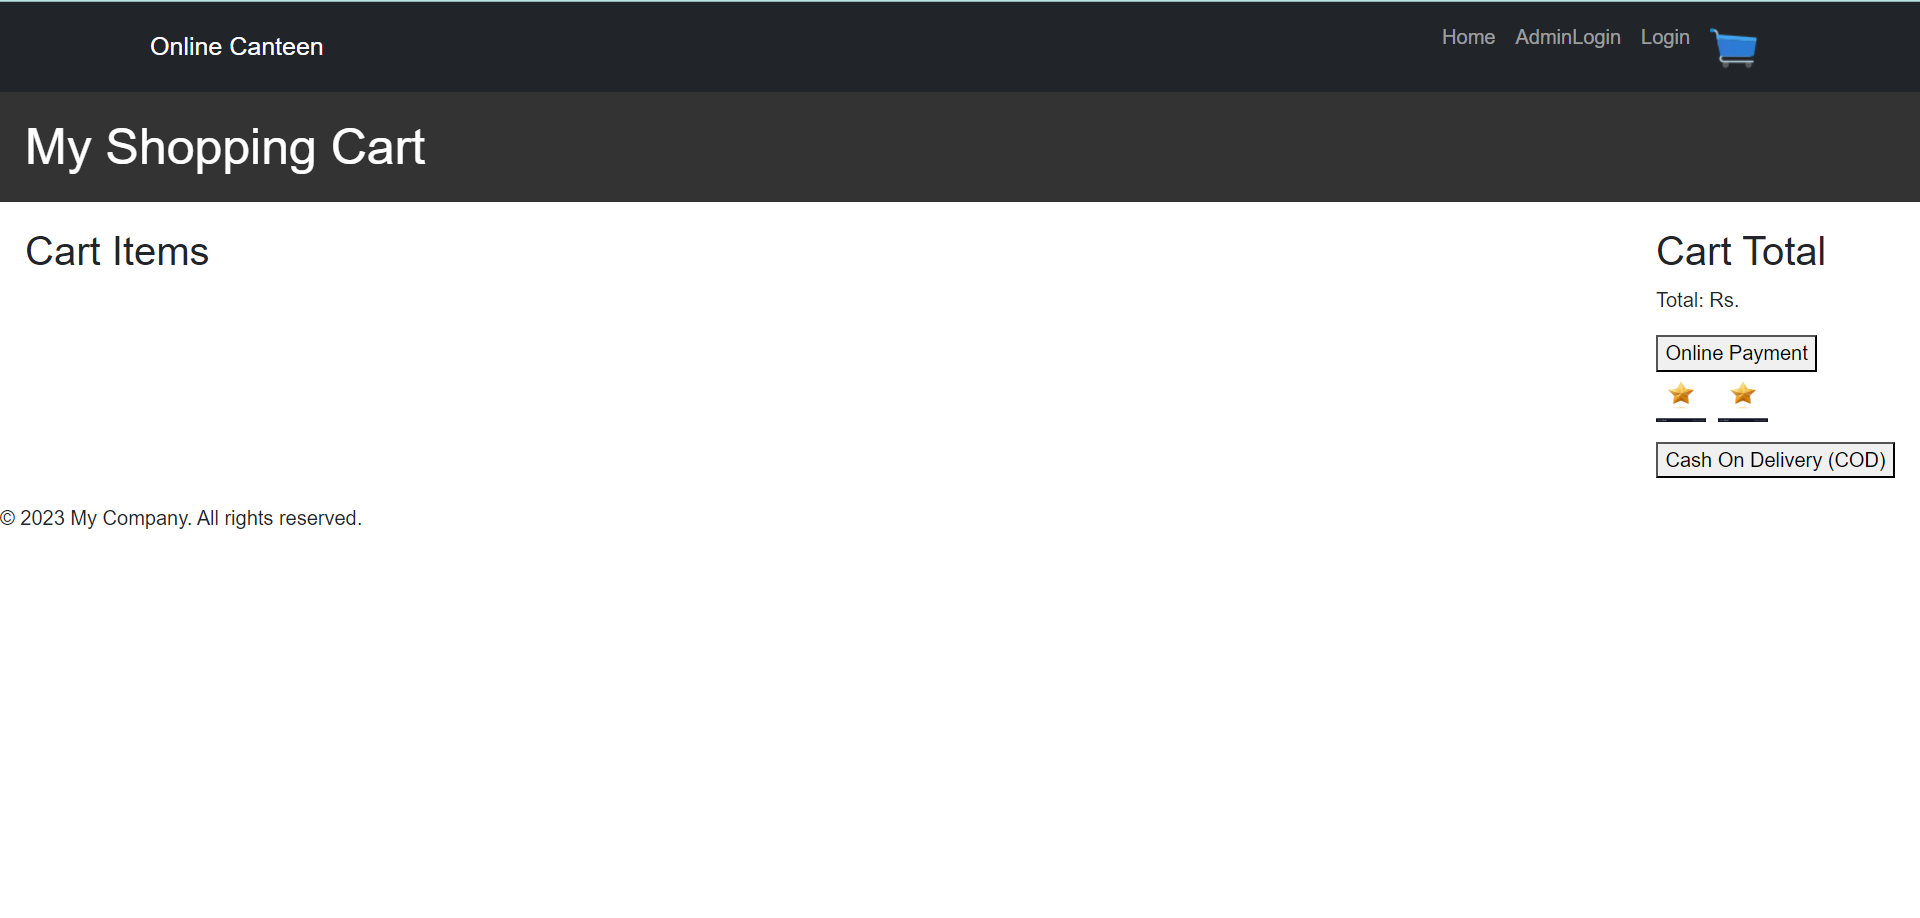 Online Canteen
Home AdminLogin Login
My Shopping Cart
Cart Items
Cart Total
Total: Rs.
Online Payment
Cash On Delivery (COD)
© 2023 My Company. All rights reserved.